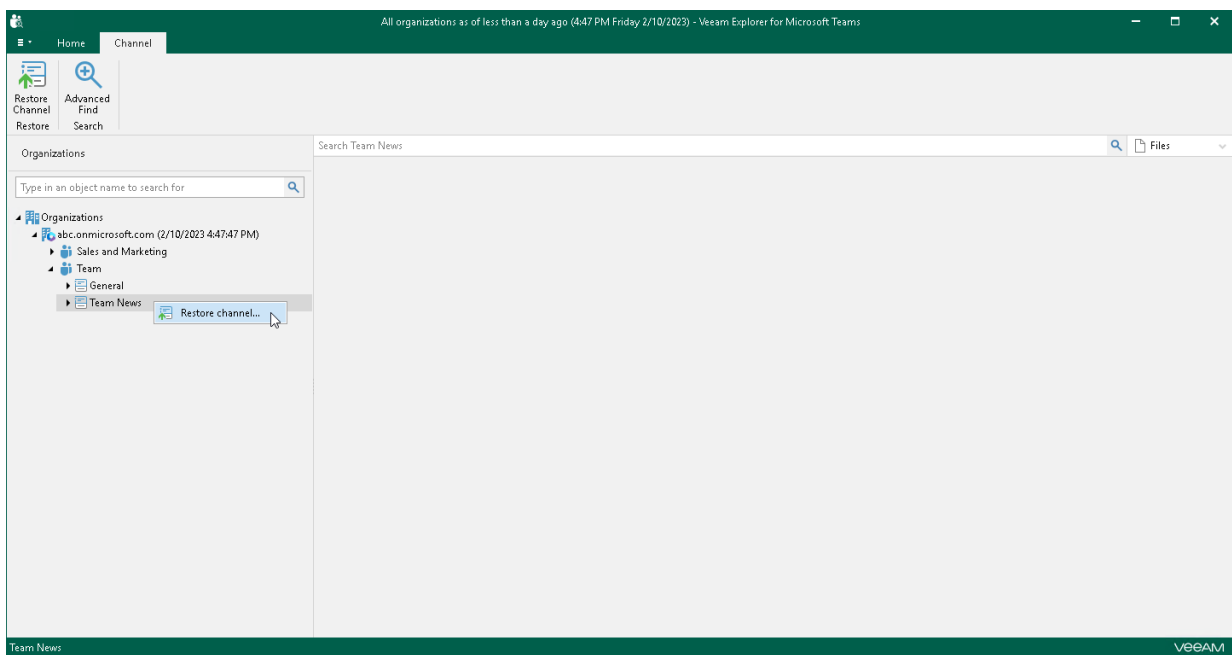 All organizations as of less than a day ago (4:47 PM Friday 2/10/2023) - Veeam Explorer for Microsoft Teams
Home Channel
Restore Channel
Advanced Find
Restore Search
Organizations
Search Team News
Files
Type in an object name to search for
Organizations
abc.onmicrosoft.com (2/10/2023 4:47:47 PM)
Sales and Marketing
Team
General
Team News
Restore channel...
Team News
veeam